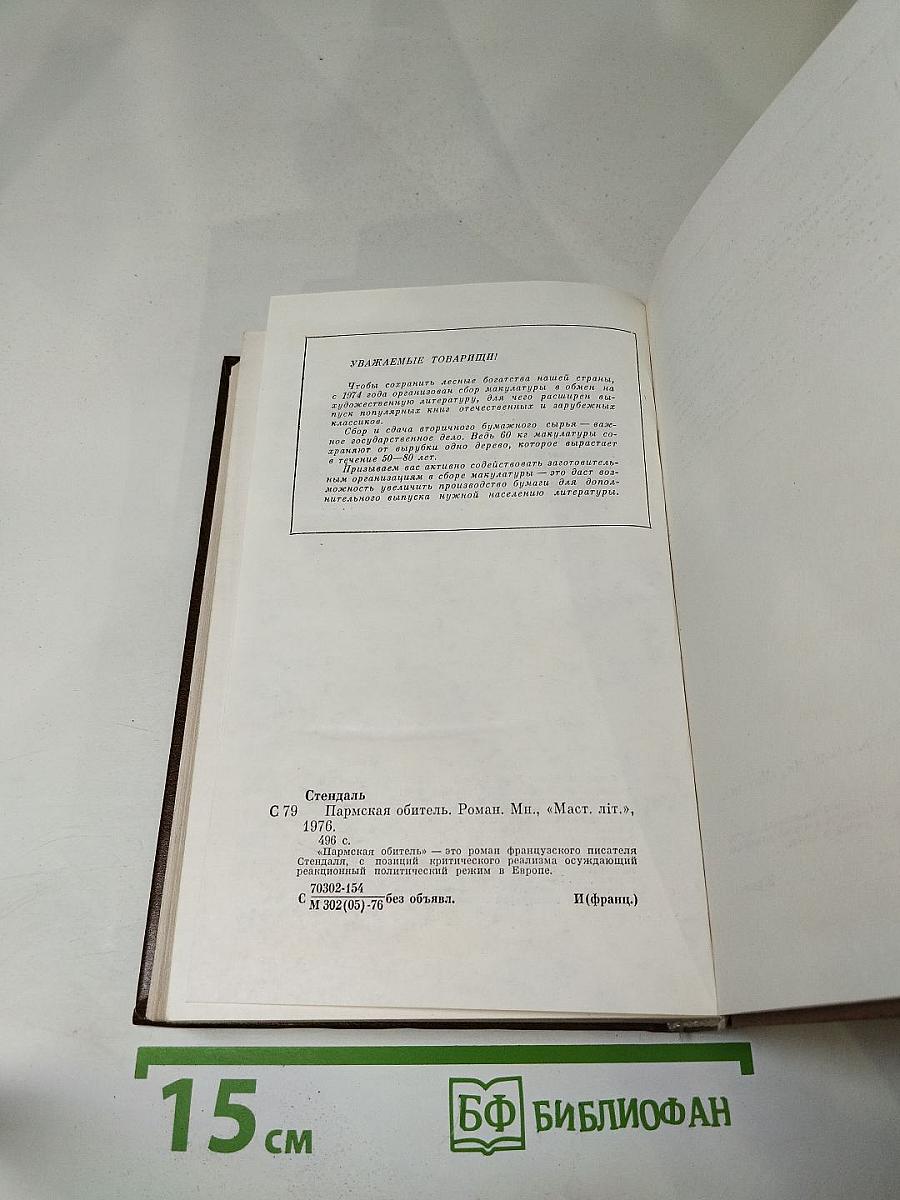 УВАЖАЕМЫЕ ТОВАРИЩИ!
Чтобы сохранить лесные богатства нашей страны,
с 1974 года организован сбор макулатуры в обмен на
художественную литературу, для чего расширен вы-
пуск популярных книг отечественных и зарубежных
классиков.
Сбор и сдача вторичного бумажного сырья — важ-
ное государственное дело. Ведь 60 кг макулатуры со-
храняют от вырубки одно дерево, которое вырастает
в течение 50—80 лет.
Призываем вас активно содействовать заготовитель-
ным организациям в сборе макулатуры — это даст воз-
можность увеличить производство бумаги для допол-
нительного выпуска нужной населению литературы.
Стендаль
С 79 Пармская обитель. Роман. Мн., «Маст. літ.»,
1976.
496 с.
«Пармская обитель» — это роман французского писателя
Стендаля, с позиций критического реализма осуждающий
реакционный политический режим в Европе.
С 70302-154
М 302(05)-76 без объявл. И(франц.)
15 см
БФ БИБЛИОФАН